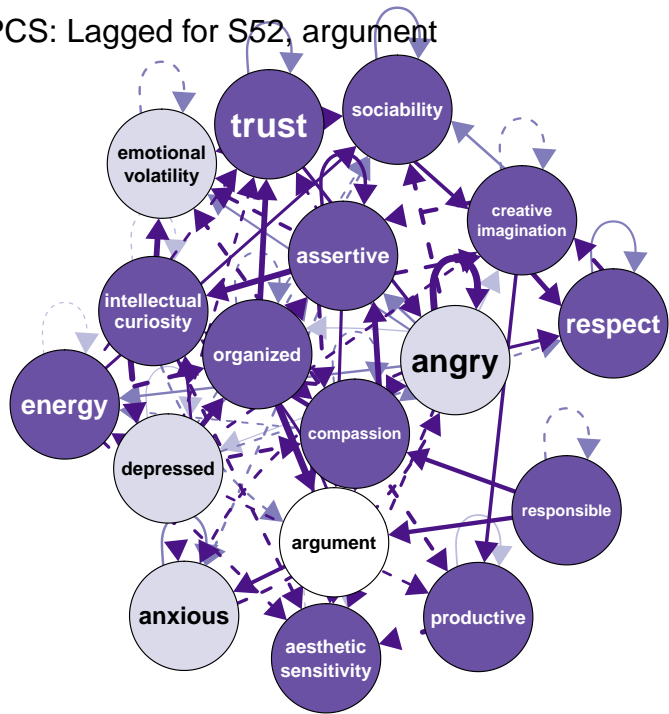 PCS: Lagged for S52, argument
trust
sociability
emotional
volatility
creative
imagination
assertive
intellectual
curiosity
respect
organized
angry
energy
compassion
depressed
responsible
argument
anxious
productive
aesthetic
sensitivity